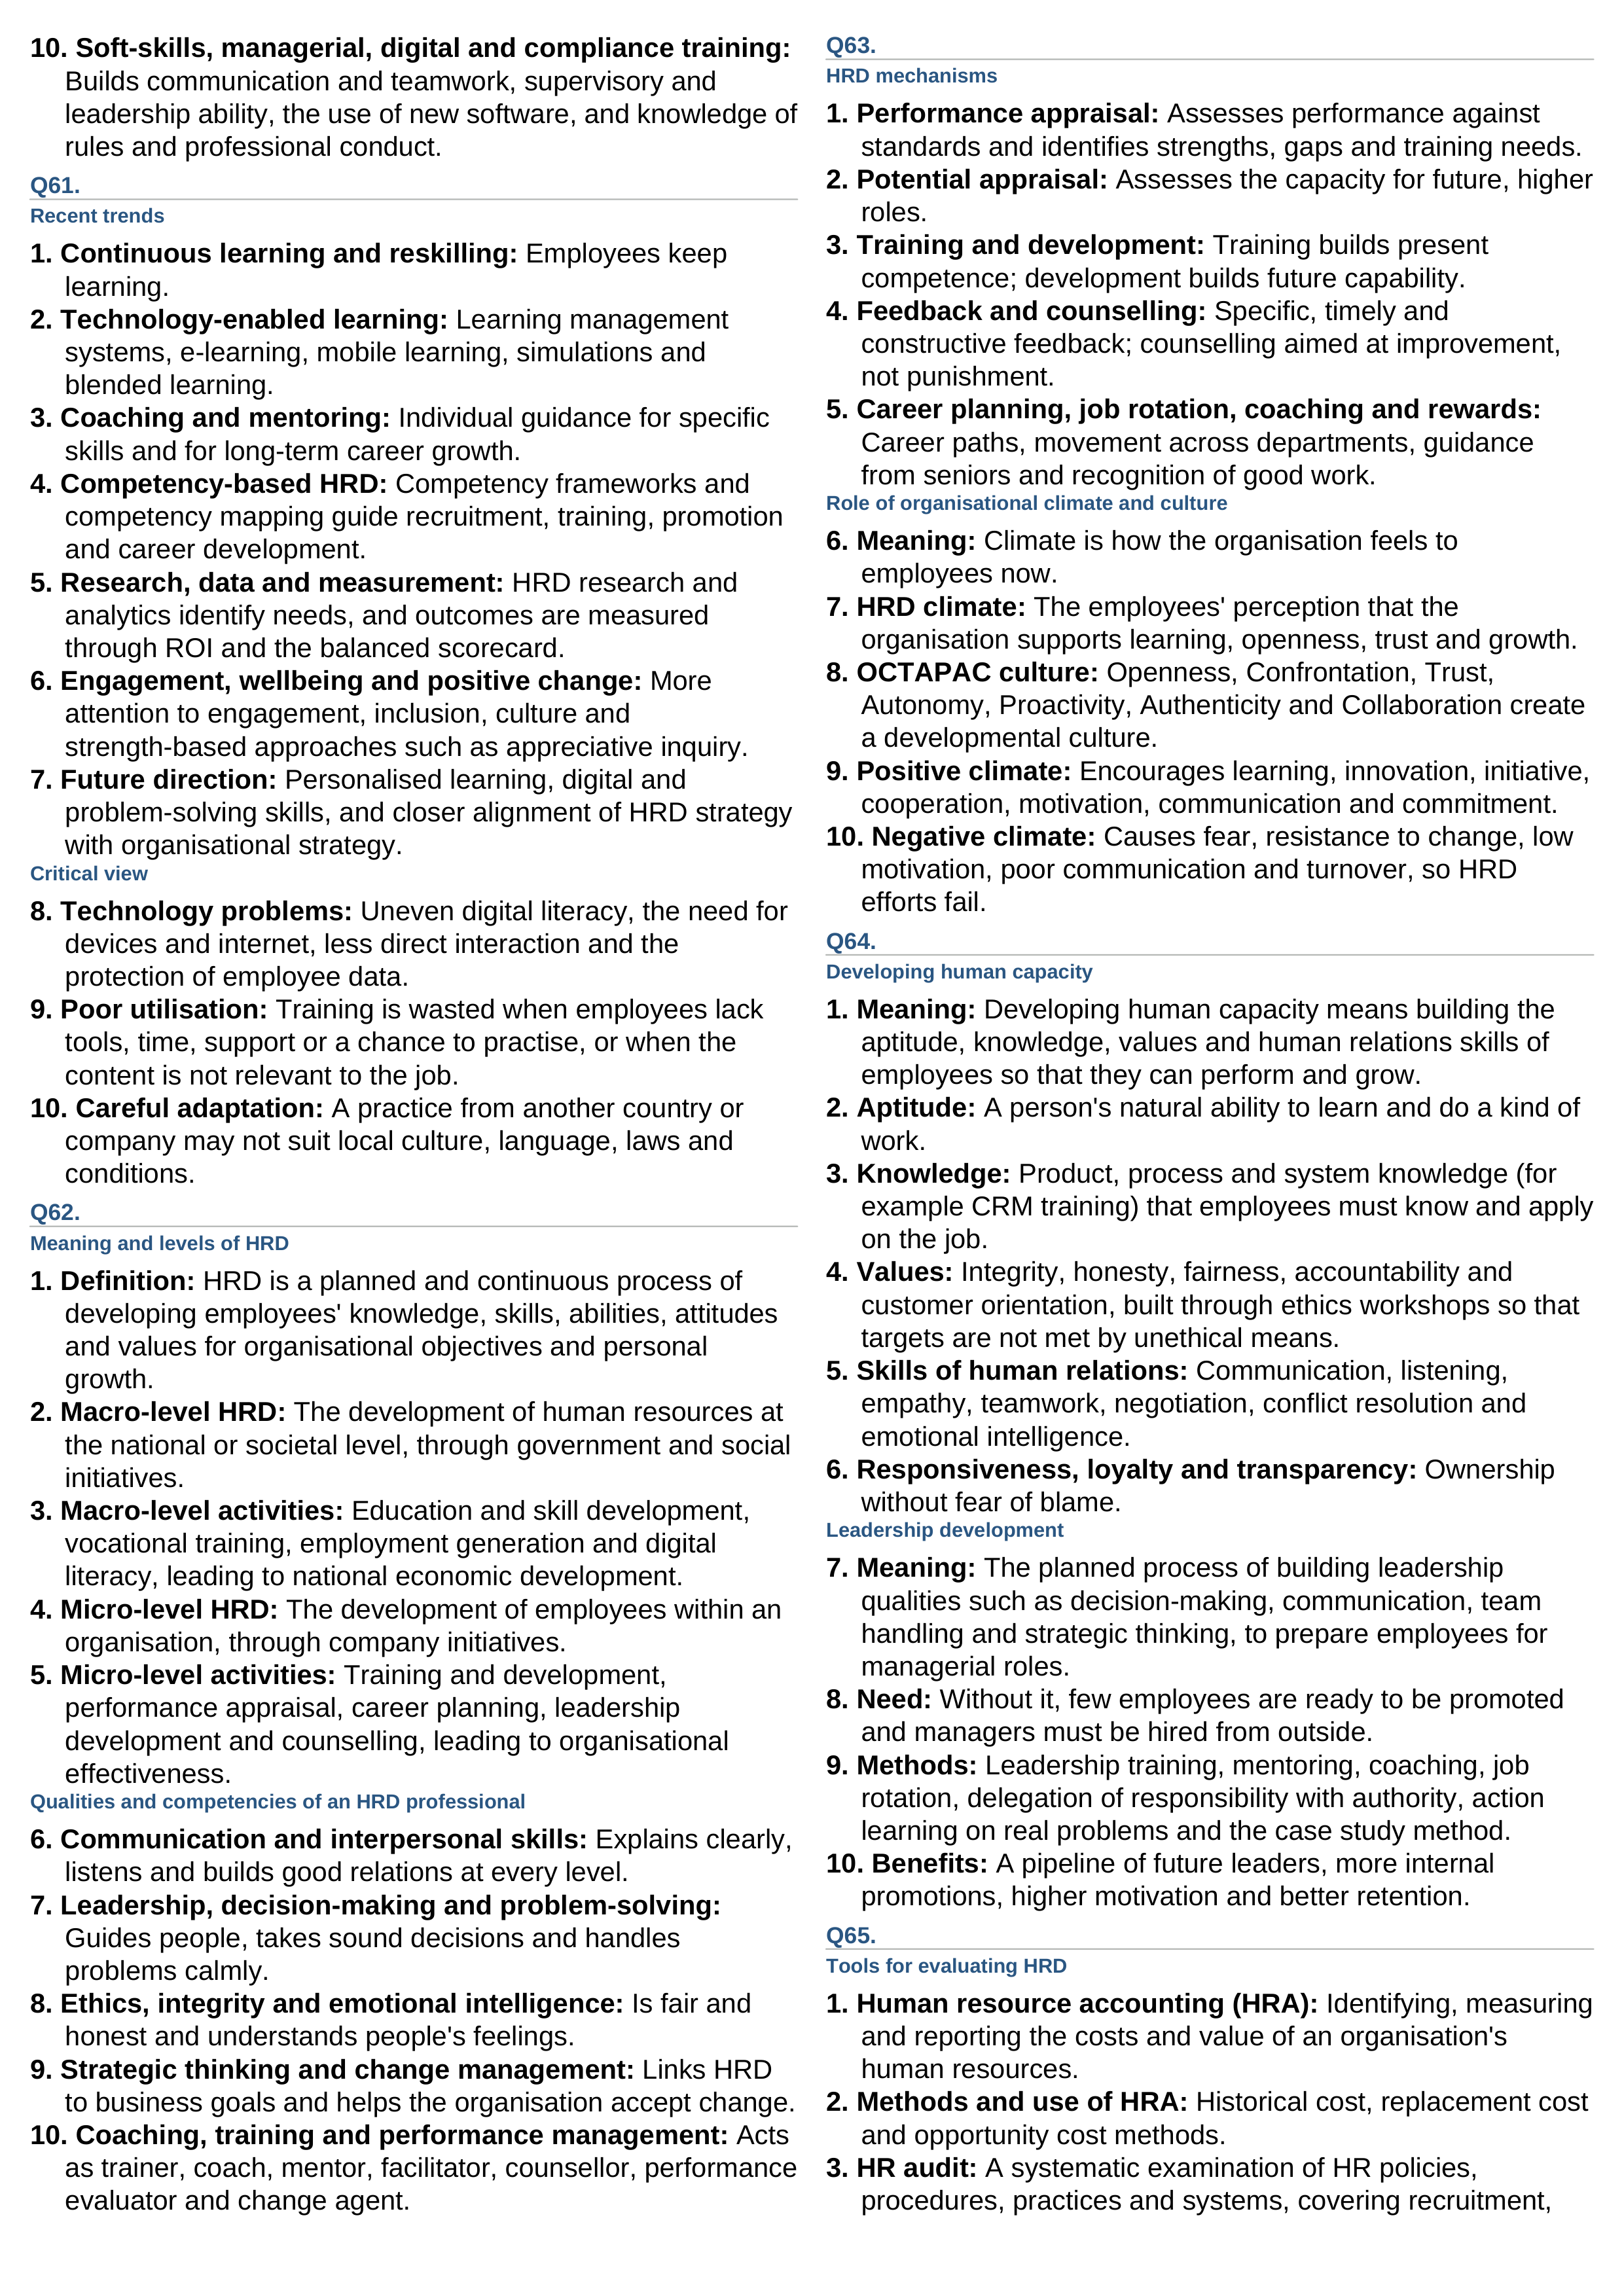 10. Soft-skills, managerial, digital and compliance training:
Builds communication and teamwork, supervisory and
leadership ability, the use of new software, and knowledge of
rules and professional conduct.
Q61.
Recent trends
1. Continuous learning and reskilling: Employees keep
learning.
2. Technology-enabled learning: Learning management
systems, e-learning, mobile learning, simulations and
blended learning.
3. Coaching and mentoring: Individual guidance for specific
skills and for long-term career growth.
4. Competency-based HRD: Competency frameworks and
competency mapping guide recruitment, training, promotion
and career development.
5. Research, data and measurement: HRD research and
analytics identify needs, and outcomes are measured
through ROI and the balanced scorecard.
6. Engagement, wellbeing and positive change: More
attention to engagement, inclusion, culture and
strength-based approaches such as appreciative inquiry.
7. Future direction: Personalised learning, digital and
problem-solving skills, and closer alignment of HRD strategy
with organisational strategy.
Critical view
8. Technology problems: Uneven digital literacy, the need for
devices and internet, less direct interaction and the
protection of employee data.
9. Poor utilisation: Training is wasted when employees lack
tools, time, support or a chance to practise, or when the
content is not relevant to the job.
10. Careful adaptation: A practice from another country or
company may not suit local culture, language, laws and
conditions.
Q62.
Meaning and levels of HRD
1. Definition: HRD is a planned and continuous process of
developing employees' knowledge, skills, abilities, attitudes
and values for organisational objectives and personal
growth.
2. Macro-level HRD: The development of human resources at
the national or societal level, through government and social
initiatives.
3. Macro-level activities: Education and skill development,
vocational training, employment generation and digital
literacy, leading to national economic development.
4. Micro-level HRD: The development of employees within an
organisation, through company initiatives.
5. Micro-level activities: Training and development,
performance appraisal, career planning, leadership
development and counselling, leading to organisational
effectiveness.
Qualities and competencies of an HRD professional
6. Communication and interpersonal skills: Explains clearly,
listens and builds good relations at every level.
7. Leadership, decision-making and problem-solving:
Guides people, takes sound decisions and handles
problems calmly.
8. Ethics, integrity and emotional intelligence: Is fair and
honest and understands people's feelings.
9. Strategic thinking and change management: Links HRD
to business goals and helps the organisation accept change.
10. Coaching, training and performance management: Acts
as trainer, coach, mentor, facilitator, counsellor, performance
evaluator and change agent.
Q63.
HRD mechanisms
1. Performance appraisal: Assesses performance against
standards and identifies strengths, gaps and training needs.
2. Potential appraisal: Assesses the capacity for future, higher
roles.
3. Training and development: Training builds present
competence; development builds future capability.
4. Feedback and counselling: Specific, timely and
constructive feedback; counselling aimed at improvement,
not punishment.
5. Career planning, job rotation, coaching and rewards:
Career paths, movement across departments, guidance
from seniors and recognition of good work.
Role of organisational climate and culture
6. Meaning: Climate is how the organisation feels to
employees now.
7. HRD climate: The employees' perception that the
organisation supports learning, openness, trust and growth.
8. OCTAPAC culture: Openness, Confrontation, Trust,
Autonomy, Proactivity, Authenticity and Collaboration create
a developmental culture.
9. Positive climate: Encourages learning, innovation, initiative,
cooperation, motivation, communication and commitment.
10. Negative climate: Causes fear, resistance to change, low
motivation, poor communication and turnover, so HRD
efforts fail.
Q64.
Developing human capacity
1. Meaning: Developing human capacity means building the
aptitude, knowledge, values and human relations skills of
employees so that they can perform and grow.
2. Aptitude: A person's natural ability to learn and do a kind of
work.
3. Knowledge: Product, process and system knowledge (for
example CRM training) that employees must know and apply
on the job.
4. Values: Integrity, honesty, fairness, accountability and
customer orientation, built through ethics workshops so that
targets are not met by unethical means.
5. Skills of human relations: Communication, listening,
empathy, teamwork, negotiation, conflict resolution and
emotional intelligence.
6. Responsiveness, loyalty and transparency: Ownership
without fear of blame.
Leadership development
7. Meaning: The planned process of building leadership
qualities such as decision-making, communication, team
handling and strategic thinking, to prepare employees for
managerial roles.
8. Need: Without it, few employees are ready to be promoted
and managers must be hired from outside.
9. Methods: Leadership training, mentoring, coaching, job
rotation, delegation of responsibility with authority, action
learning on real problems and the case study method.
10. Benefits: A pipeline of future leaders, more internal
promotions, higher motivation and better retention.
Q65.
Tools for evaluating HRD
1. Human resource accounting (HRA): Identifying, measuring
and reporting the costs and value of an organisation's
human resources.
2. Methods and use of HRA: Historical cost, replacement cost
and opportunity cost methods.
3. HR audit: A systematic examination of HR policies,
procedures, practices and systems, covering recruitment,